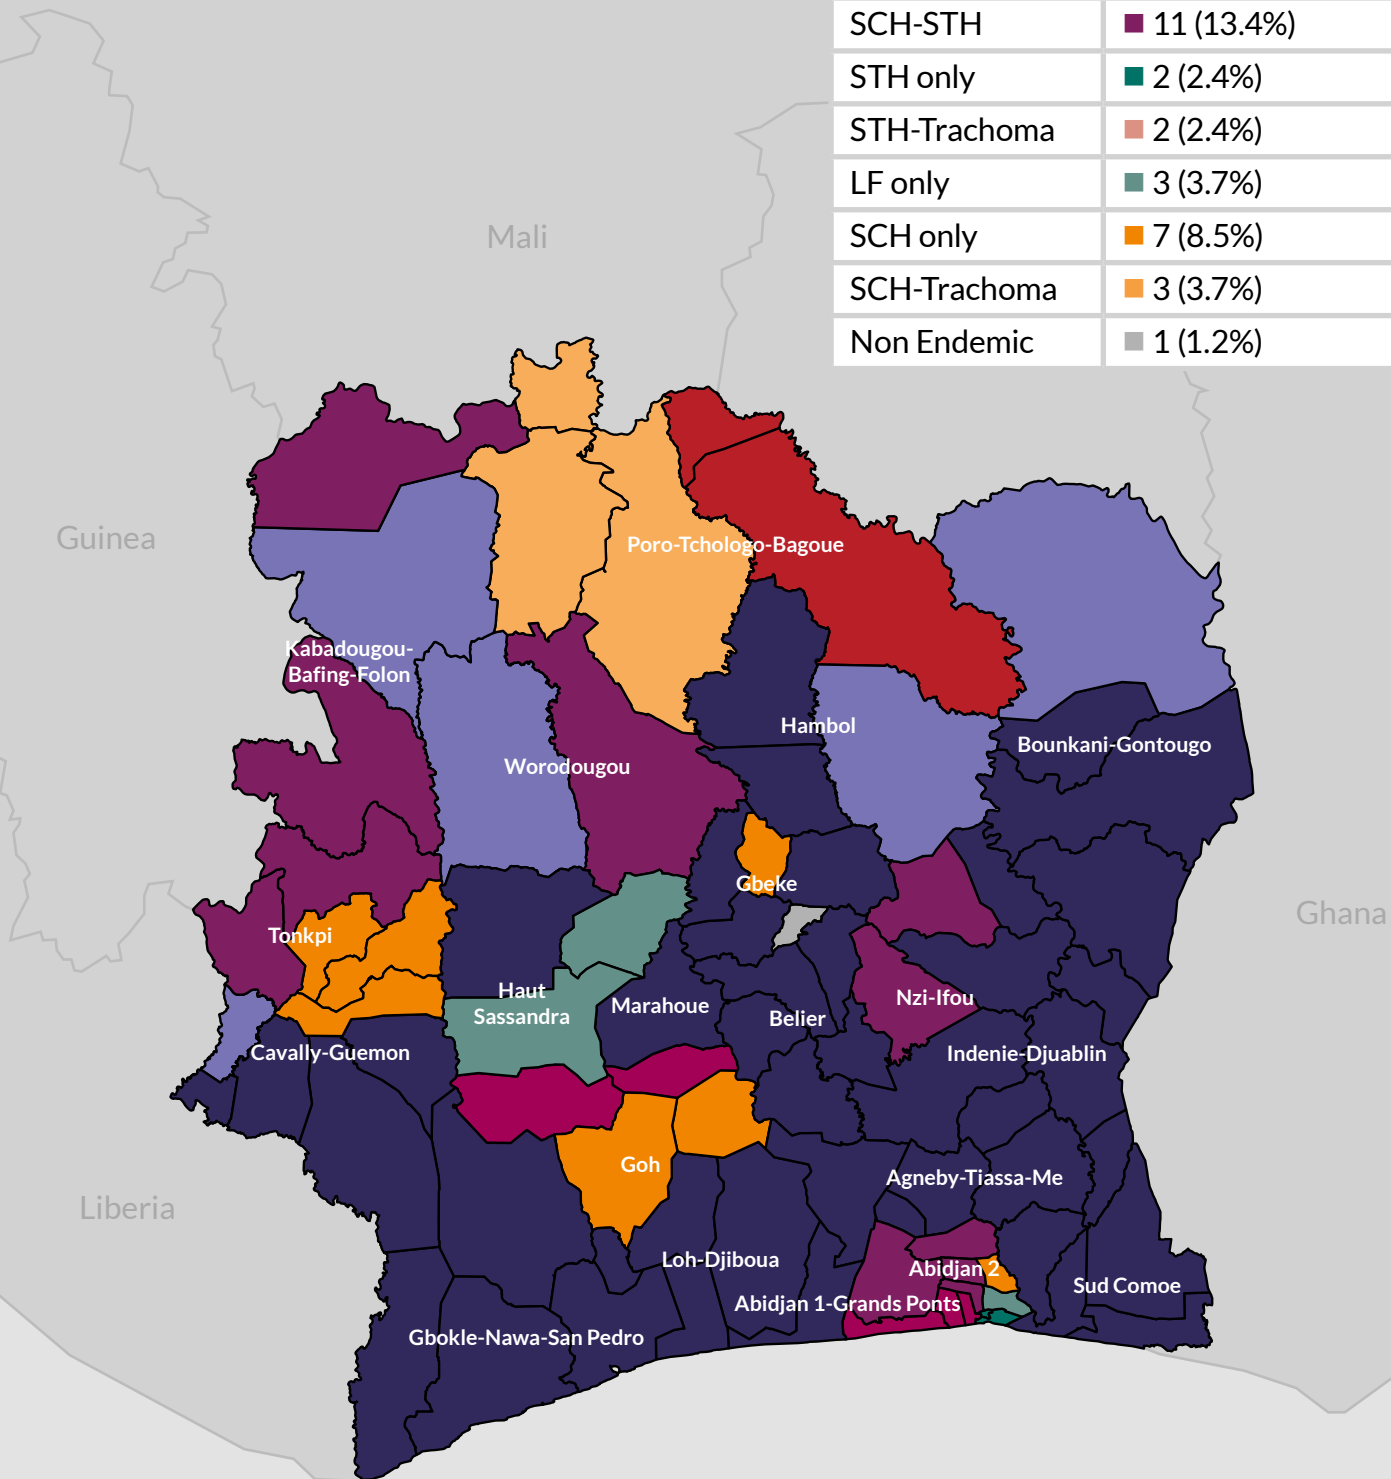 SCH-STH 11 (13.4%)
STH only 2 (2.4%)
STH-Trachoma 2 (2.4%)
LF only 3 (3.7%)
SCH only 7 (8.5%)
SCH-Trachoma 3 (3.7%)
Non Endemic 1 (1.2%)
Mali
Guinea
Poro-Tchologo-Bagoue
Kabadougou-
Bafing-Folon
Hambol
Bounkani-Gontougo
Worodougou
Gbeke
Ghana
Tonkpi
Haut
Sassandra
Marahoue
Nzi-Ifou
Belier
Cavally-Guemon
Indenie-Djuablin
Goh
Agneby-Tiassa-Me
Liberia
Loh-Djiboua
Abidjan 2
Sud Comoe
Abidjan 1-Grands Ponts
Gbokle-Nawa-San Pedro